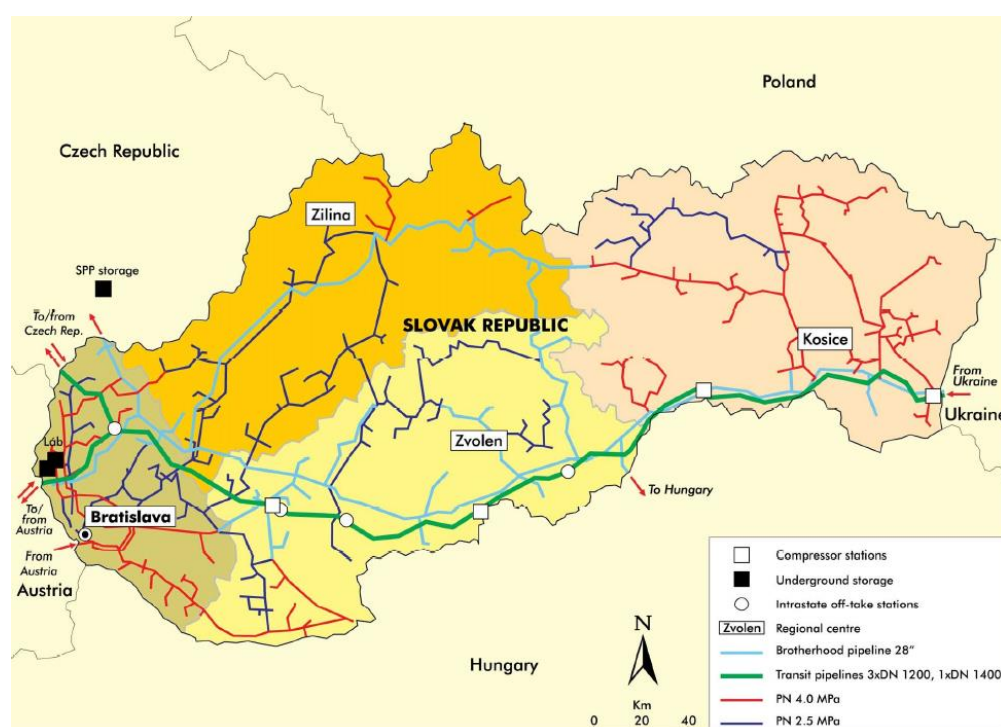 Poland
Czech Republic
Zilina
SPP storage
To/from
Czech Rep.
SLOVAK REPUBLIC
Kosice
From
Ukraine
Ukraine
Zvolen
Láb
To/
from
Austria
Bratislava
To Hungary
From
Austria
Austria
Hungary
N
Km
0 20 40
Compressor stations
Underground storage
Intrastate off-take stations
Zvolen Regional centre
Brotherhood pipeline 28"
Transit pipelines 3xDN 1200, 1xDN 1400
PN 4.0 MPa
PN 2.5 MPa